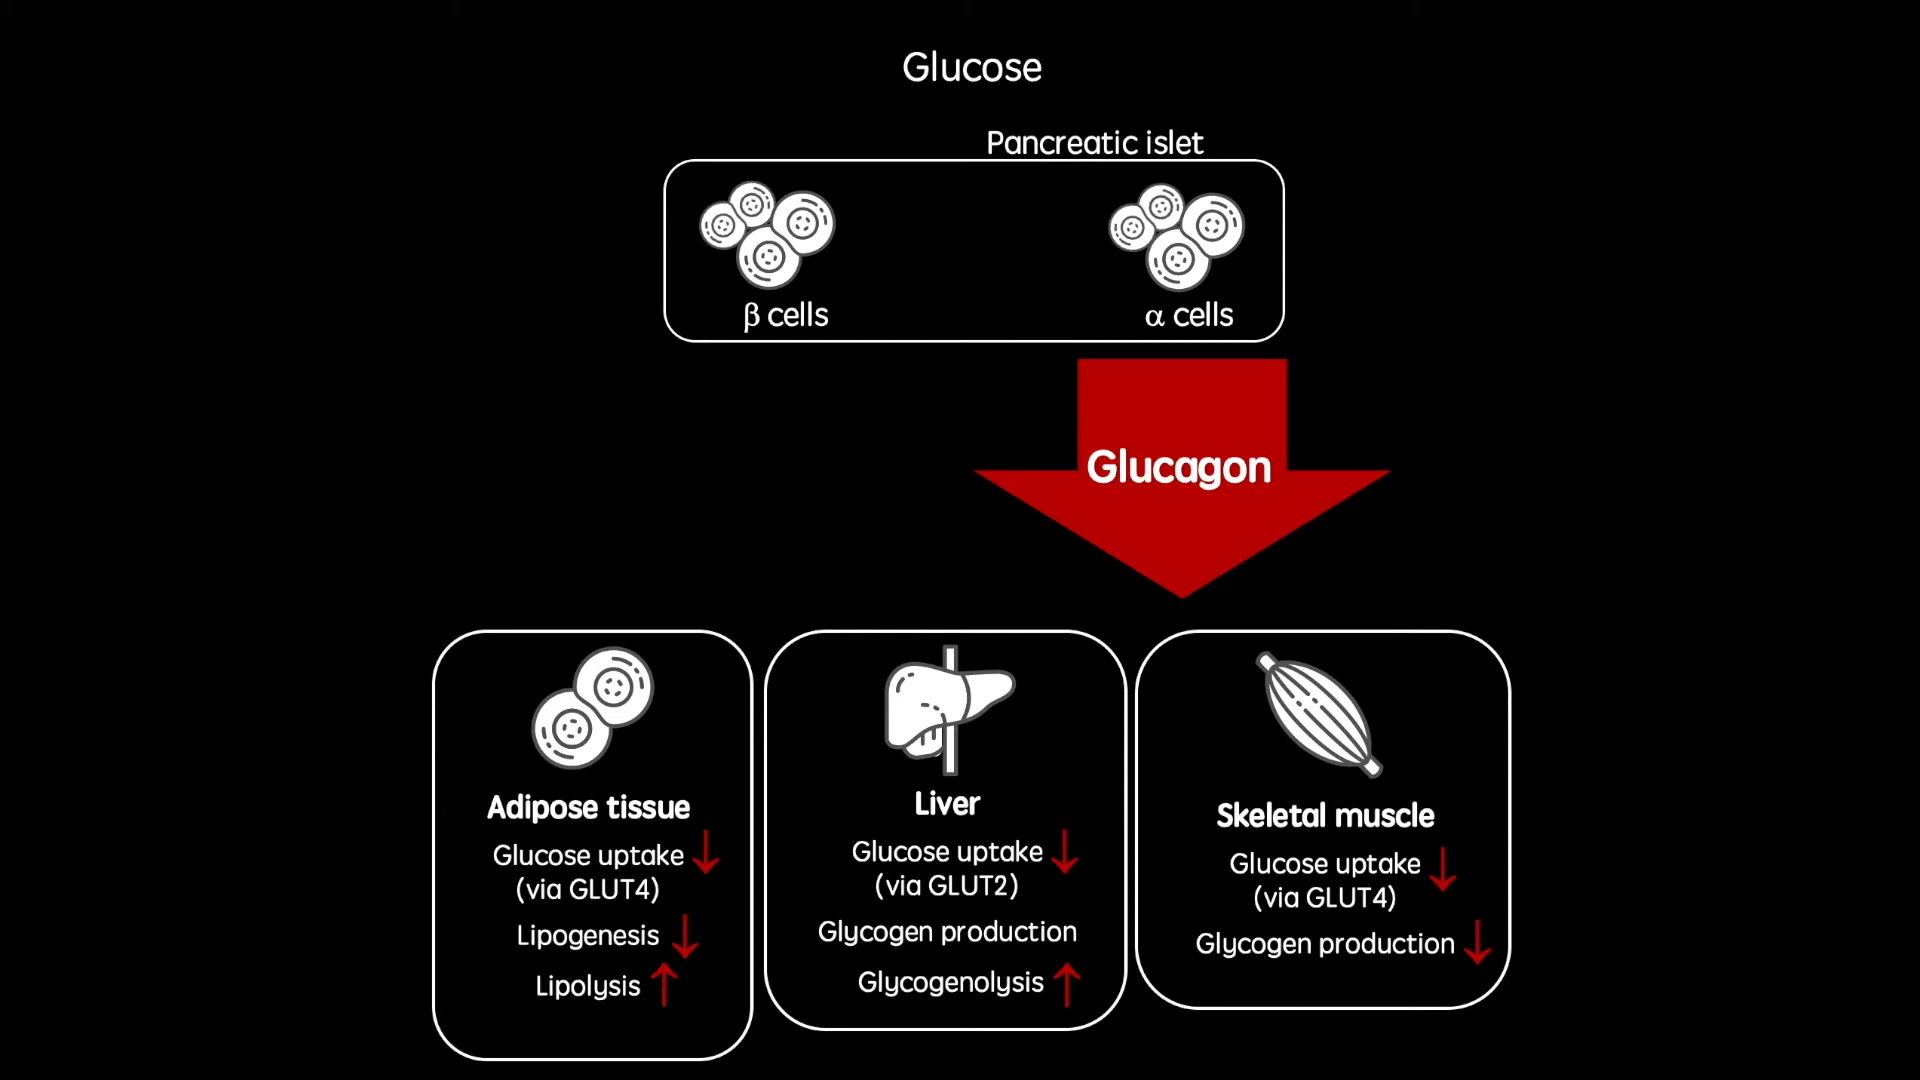 Glucose
Pancreatic islet
β cells
α cells
Glucagon
Adipose tissue
Glucose uptake
(via GLUT4)
Lipogenesis
Lipolysis
Liver
Glucose uptake
(via GLUT2)
Glycogen production
Glycogenolysis
Skeletal muscle
Glucose uptake
(via GLUT4)
Glycogen production